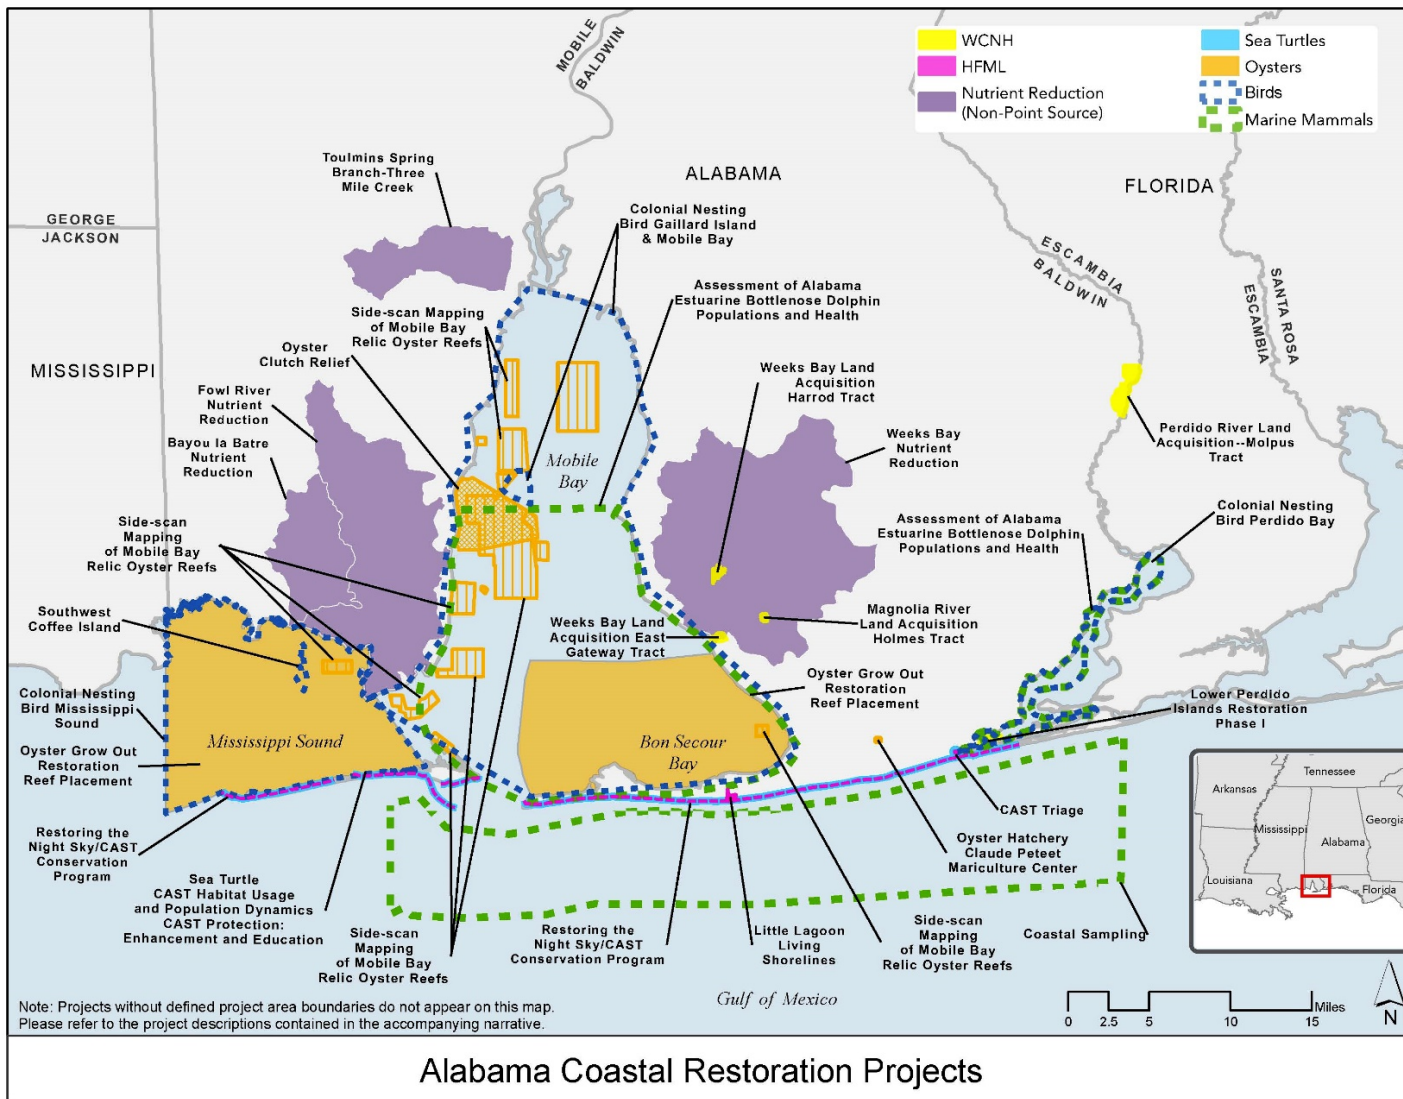 MOBILE
BALDWIN
WCNH
HFML
Nutrient Reduction
(Non-Point Source)
Sea Turtles
Oysters
Birds
Marine Mammals
Toulmins Spring
Branch-Three
Mile Creek
ALABAMA
FLORIDA
GEORGE
JACKSON
Colonial Nesting
Bird Gaillard Island
& Mobile Bay
ESCAMBIA
BALDWIN
SANTA ROSA
ESCAMBIA
Assessment of Alabama
Estuarine Bottlenose Dolphin
Populations and Health
Side-scan Mapping
of Mobile Bay
Relic Oyster Reefs
Oyster
Clutch Relief
MISSISSIPPI
Fowl River
Nutrient
Reduction
Bayou la Batre
Nutrient
Reduction
Weeks Bay Land
Acquisition
Harrod Tract
Weeks Bay
Nutrient
Reduction
Perdido River Land
Acquisition--Molpus
Tract
Mobile
Bay
Colonial Nesting
Bird Perdido Bay
Assessment of Alabama
Estuarine Bottlenose Dolphin
Populations and Health
Side-scan
Mapping
of Mobile Bay
Relic Oyster Reefs
Southwest
Coffee Island
Weeks Bay Land
Acquisition East
Gateway Tract
Magnolia River
Land Acquisition
Holmes Tract
Oyster Grow Out
Restoration
Reef Placement
Lower Perdido
Islands Restoration
Phase I
Colonial Nesting
Bird Mississippi
Sound
Oyster Grow Out
Restoration
Reef Placement
Mississippi Sound
Bon Secour
Bay
Restoring the
Night Sky/CAST
Conservation
Program
CAST Triage
Oyster Hatchery
Claude Peteet
Mariculture Center
Sea Turtle
CAST Habitat Usage
and Population Dynamics
CAST Protection:
Enhancement and Education
Side-scan
Mapping
of Mobile Bay
Relic Oyster Reefs
Restoring the
Night Sky/CAST
Conservation Program
Little Lagoon
Living
Shorelines
Side-scan
Mapping
of Mobile Bay
Relic Oyster Reefs
Coastal Sampling
Tennessee
Arkansas
Mississippi
Alabama
Georgia
Louisiana
Florida
Gulf of Mexico
Note: Projects without defined project area boundaries do not appear on this map.
Please refer to the project descriptions contained in the accompanying narrative.
Miles
0 2.5 5 10 15
N
Alabama Coastal Restoration Projects